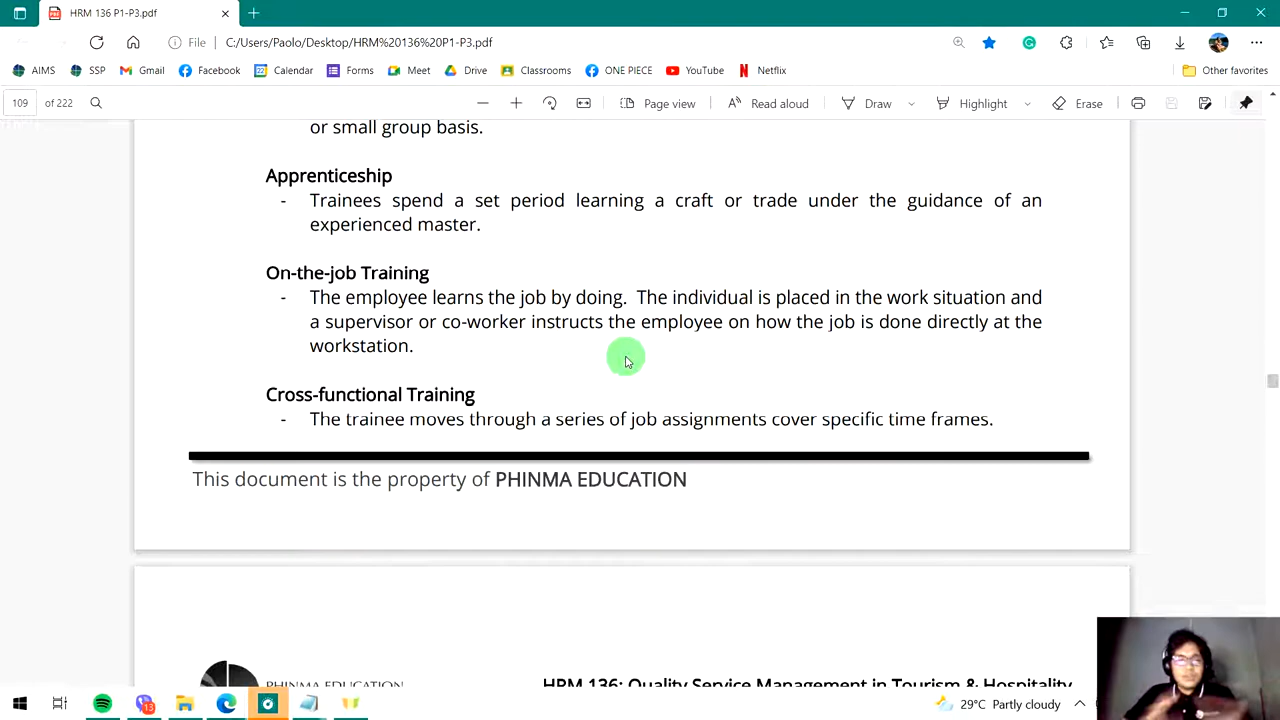 HRM 136 P1-P3.pdf
File C:/Users/Paolo/Desktop/HRM%20136%20P1-P3.pdf
AIMS SSP Gmail Facebook Calendar Forms Meet Drive Classrooms ONE PIECE YouTube Netflix Other favorites
109 of 222 Page view Read aloud Draw Highlight Erase
or small group basis.
Apprenticeship
- Trainees spend a set period learning a craft or trade under the guidance of an
experienced master.
On-the-job Training
- The employee learns the job by doing. The individual is placed in the work situation and
a supervisor or co-worker instructs the employee on how the job is done directly at the
workstation.
Cross-functional Training
- The trainee moves through a series of job assignments cover specific time frames.
This document is the property of PHINMA EDUCATION
PHINMA EDUCATION
HRM 136: Quality Service Management in Tourism & Hospitality
13
29°C Partly cloudy